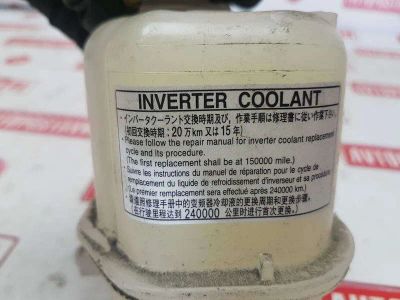 INVERTER COOLANT
・インバータクーラント交換時期及び、作業手順は修理書に従い作業下さい
(初回交換時期:20万km又は15年)
・Please follow the repair manual for inverter coolant replacement
cycle and its procedure.
(The first replacement shall be at 150000 mile.)
・Suivre les instructions du manuel de réparation pour le cycle de
remplacement du liquide de refroidissement d'inverseur et sa procédure.
(Le premier remplacement sera effectué après 240000 km.)
・请遵照修理手册中的变频器冷却液的更换周期和更换步骤。
(在行驶里程达到 240000 公里时进行首次更换。)